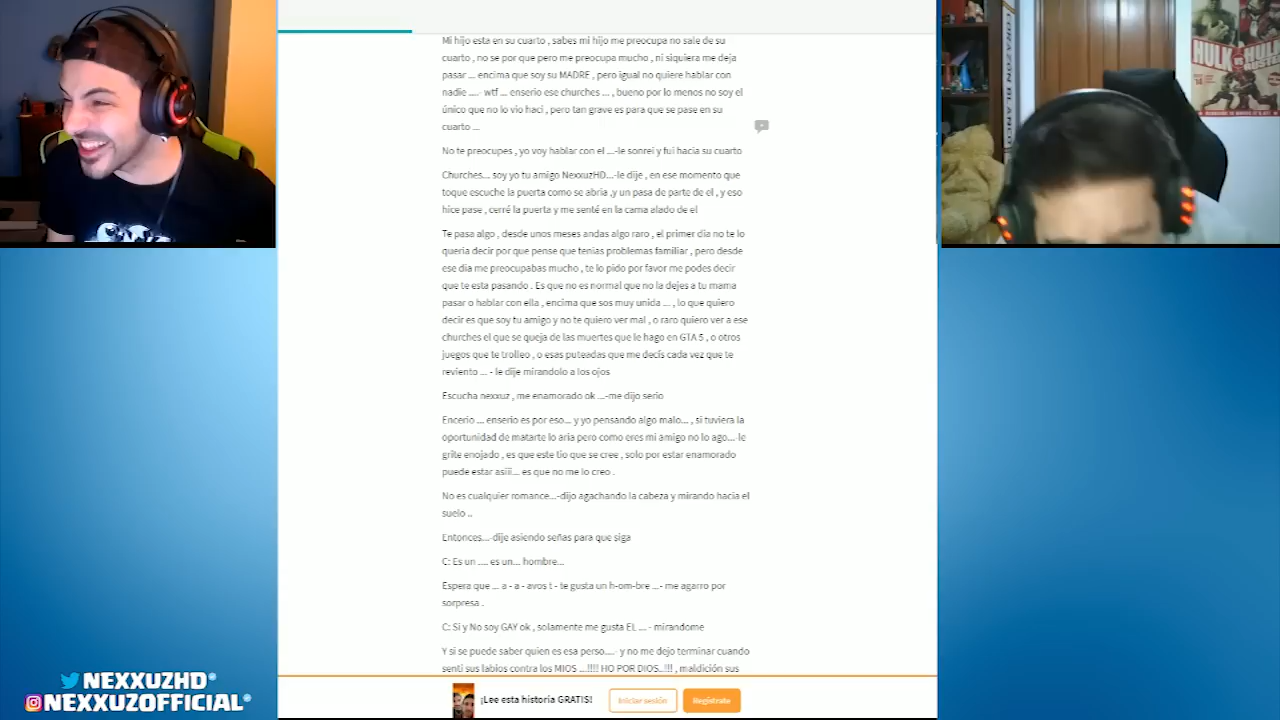 Mi hijo esta en su cuarto , sabes mi hijo me preocupa no sale de su
cuarto , no se por que pero me preocupa mucho , ni siquiera me deja
pasar ... encima que soy su MADRE , pero igual no quiere hablar con
nadie ....- wtf ... enserio ese churches ... , bueno por lo menos no soy el
único que no lo vio haci , pero tan grave es para que se pase en su
cuarto ...
No te preocupes , yo voy hablar con el ...-le sonrei y fui hacia su cuarto
Churches... soy yo tu amigo NexxuzHD...-le dije , en ese momento que
toque escuche la puerta como se abria ,y un pasa de parte de el , y eso
hice pase , cerré la puerta y me senté en la cama alado de el
Te pasa algo , desde unos meses andas algo raro , el primer dia no te lo
queria decir por que pense que tenias problemas familiar , pero desde
ese dia me preocupabas mucho , te lo pido por favor me podes decir
que te esta pasando . Es que no es normal que no la dejes a tu mama
pasar o hablar con ella , encima que sos muy unida .... , lo que quiero
decir es que soy tu amigo y no te quiero ver mal , o raro quiero ver a ese
churches el que se queja de las muertes que le hago en GTA 5 , o otros
juegos que te trolleo , o esas puteadas que me decís cada vez que te
reviento ... - le dije mirandolo a los ojos
Escucha nexxuz , me enamorado ok ...-me dijo serio
Encerio .... enserio es por eso... y yo pensando algo malo... , si tuviera la
oportunidad de matarte lo aria pero como eres mi amigo no lo ago...-le
grite enojado , es que este tio que se cree , solo por estar enamorado
puede estar asiii.... es que no me lo creo .
No es cualquier romance...-dijo agachando la cabeza y mirando hacia el
suelo ..
Entonces...-dije asiendo señas para que siga
C: Es un ..... es un... hombre...
Espera que .... a - a - avos t - te gusta un h-om-bre ...- me agarro por
sorpresa .
C: Si y No soy GAY ok , solamente me gusta EL .... - mirandome
Y si se puede saber quien es esa perso....- y no me dejo terminar cuando
senti sus labios contra los MIOS ...!!!! HO POR DIOS..!!! , maldición sus
¡Lee esta historia GRATIS!
Iniciar sesión
Regístrate
NEXXUZHD
NEXXUZOFFICIAL
CORAZON BLANCO
HULK
VS
HULK